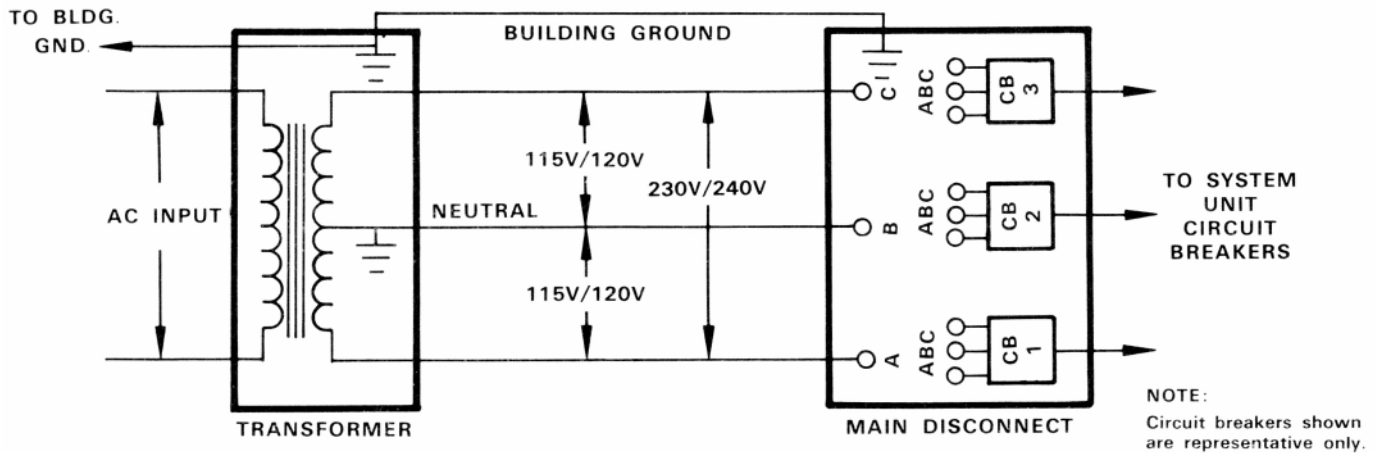 TO BLDG.
GND.
BUILDING GROUND
AC INPUT
115V/120V
230V/240V
NEUTRAL
115V/120V
C
ABC
CB
3
B
ABC
CB
2
A
ABC
CB
1
TO SYSTEM
UNIT
CIRCUIT
BREAKERS
TRANSFORMER
MAIN DISCONNECT
NOTE:
Circuit breakers shown
are representative only.